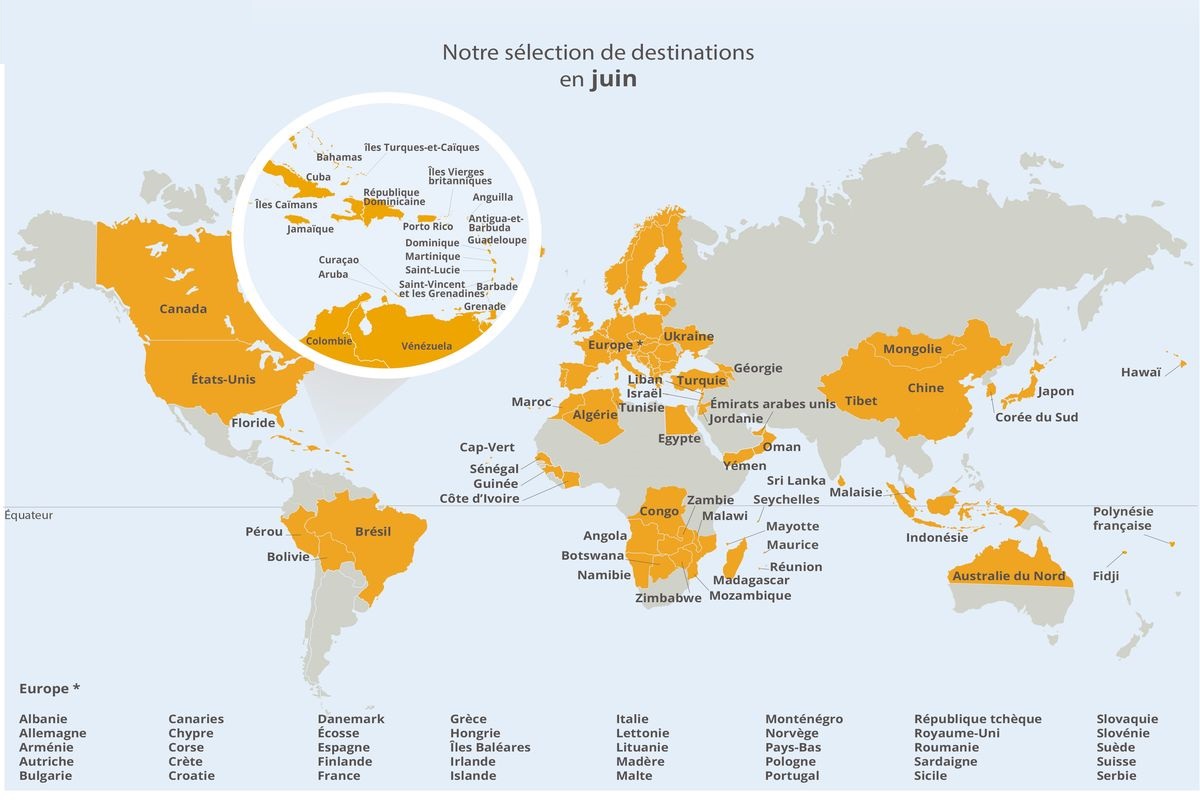 Notre sélection de destinations
en juin
îles Turques-et-Caïques
Bahamas
Îles Vierges
britanniques
Cuba
République
Dominicaine
Anguilla
Îles Caïmans
Porto Rico
Antigua-et-
Barbuda
Jamaïque
Guadeloupe
Dominique
Martinique
Curaçao
Saint-Lucie
Aruba
Saint-Vincent
et les Grenadines
Barbade
Grenade
Colombie
Vénézuela
Canada
États-Unis
Floride
Europe *
Ukraine
Mongolie
Géorgie
Hawaï
Liban
Turquie
Chine
Israël
Japon
Maroc
Tunisie
Émirats arabes unis
Tibet
Algérie
Jordanie
Corée du Sud
Egypte
Cap-Vert
Oman
Sénégal
Yémen
Guinée
Sri Lanka
Côte d’Ivoire
Zambie
Seychelles
Malaisie
Équateur
Congo
Malawi
Polynésie
française
Pérou
Brésil
Angola
Mayotte
Indonésie
Bolivie
Botswana
Maurice
Namibie
Réunion
Madagascar
Australie du Nord
Fidji
Zimbabwe
Mozambique
Europe *
Albanie
Allemagne
Arménie
Autriche
Bulgarie
Canaries
Chypre
Corse
Crète
Croatie
Danemark
Écosse
Espagne
Finlande
France
Grèce
Hongrie
Îles Baléares
Irlande
Islande
Italie
Lettonie
Lituanie
Madère
Malte
Monténégro
Norvège
Pays-Bas
Pologne
Portugal
République tchèque
Royaume-Uni
Roumanie
Sardaigne
Sicile
Slovaquie
Slovénie
Suède
Suisse
Serbie